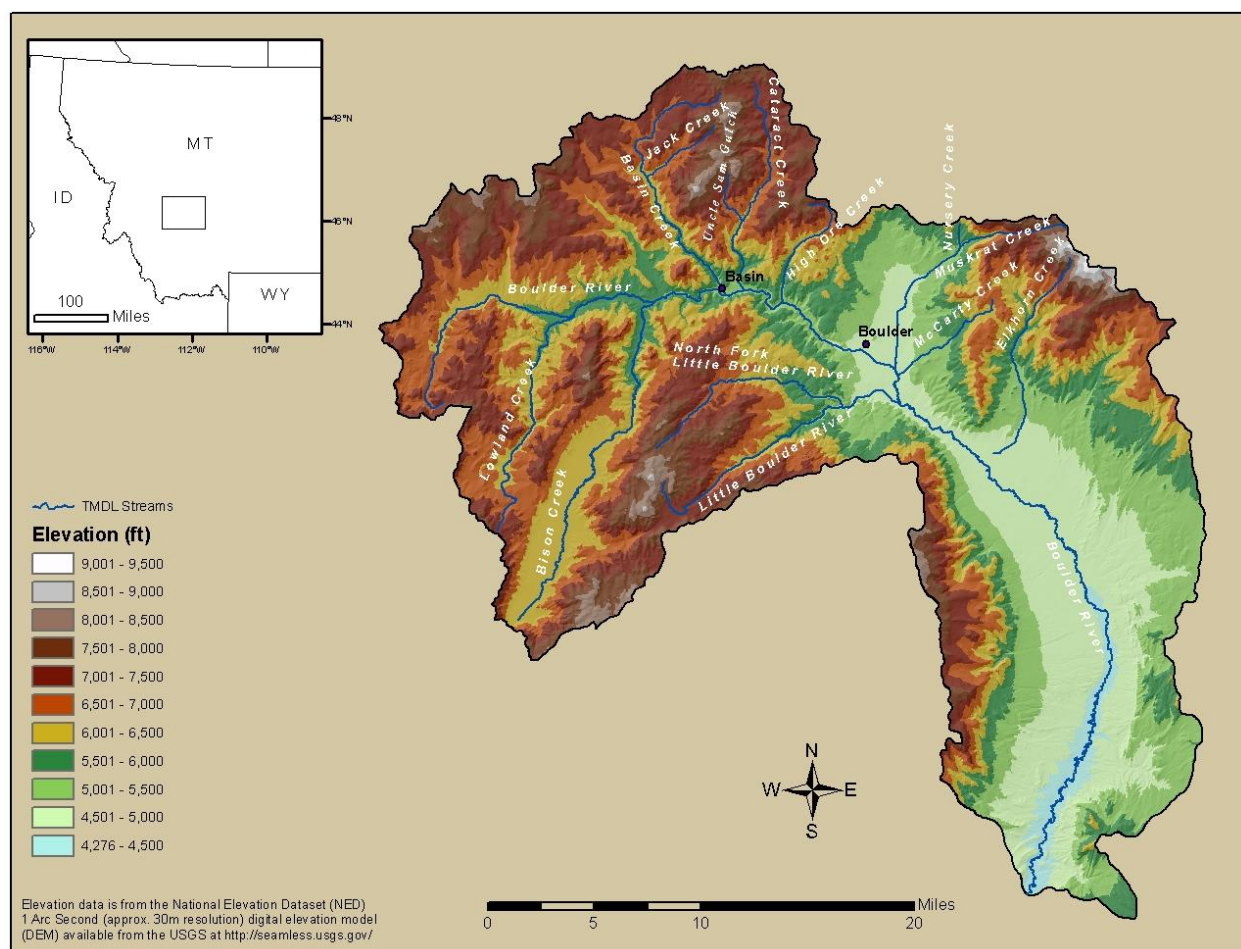 MT
ID
WY
48°N
46°N
44°N
116°W
114°W
112°W
110°W
100
Miles
Cataract Creek
Jack Creek
Uncle Sam Gulch
Basin Creek
High Ore Creek
Nursery Creek
Muskrat Creek
McCarty Creek
Elkhorn Creek
Basin
Boulder River
Boulder
North Fork
Little Boulder River
Lowland Creek
Little Boulder River
Bison Creek
Boulder River
TMDL Streams
Elevation (ft)
9,001 - 9,500
8,501 - 9,000
8,001 - 8,500
7,501 - 8,000
7,001 - 7,500
6,501 - 7,000
6,001 - 6,500
5,501 - 6,000
5,001 - 5,500
4,501 - 5,000
4,276 - 4,500
N
W E
S
Elevation data is from the National Elevation Dataset (NED)
1 Arc Second (approx. 30m resolution) digital elevation model
(DEM) available from the USGS at http://seamless.usgs.gov/
Miles
0 5 10 20